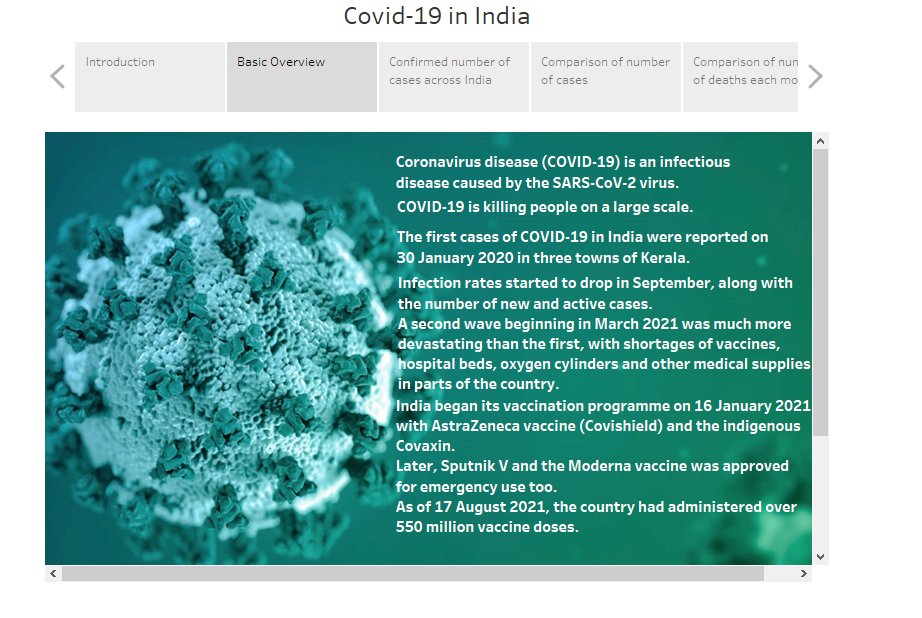 Covid-19 in India
Introduction
Basic Overview
Confirmed number of
cases across India
Comparison of number
of cases
Comparison of nun
of deaths each mo
Coronavirus disease (COVID-19) is an infectious
disease caused by the SARS-CoV-2 virus.
COVID-19 is killing people on a large scale.
The first cases of COVID-19 in India were reported on
30 January 2020 in three towns of Kerala.
Infection rates started to drop in September, along with
the number of new and active cases.
A second wave beginning in March 2021 was much more
devastating than the first, with shortages of vaccines,
hospital beds, oxygen cylinders and other medical supplies
in parts of the country.
India began its vaccination programme on 16 January 2021
with AstraZeneca vaccine (Covishield) and the indigenous
Covaxin.
Later, Sputnik V and the Moderna vaccine was approved
for emergency use too.
As of 17 August 2021, the country had administered over
550 million vaccine doses.